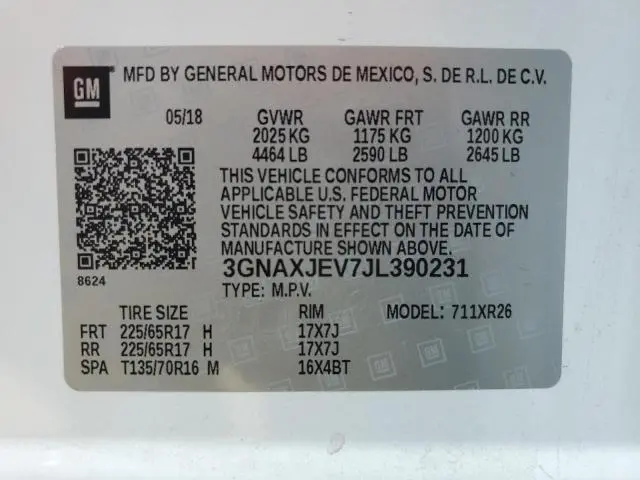 GM MFD BY GENERAL MOTORS DE MEXICO, S. DE R.L. DE C.V.
05/18 GVWR GAWR FRT GAWR RR
2025 KG 1175 KG 1200 KG
4464 LB 2590 LB 2645 LB
THIS VEHICLE CONFORMS TO ALL
APPLICABLE U.S. FEDERAL MOTOR
VEHICLE SAFETY AND THEFT PREVENTION
STANDARDS IN EFFECT ON THE DATE OF
MANUFACTURE SHOWN ABOVE.
8624 3GNAXJEV7JL390231
TYPE: M.P.V.
TIRE SIZE RIM MODEL: 711XR26
FRT 225/65R17 H 17X7J
RR 225/65R17 H 17X7J
SPA T135/70R16 M 16X4BT